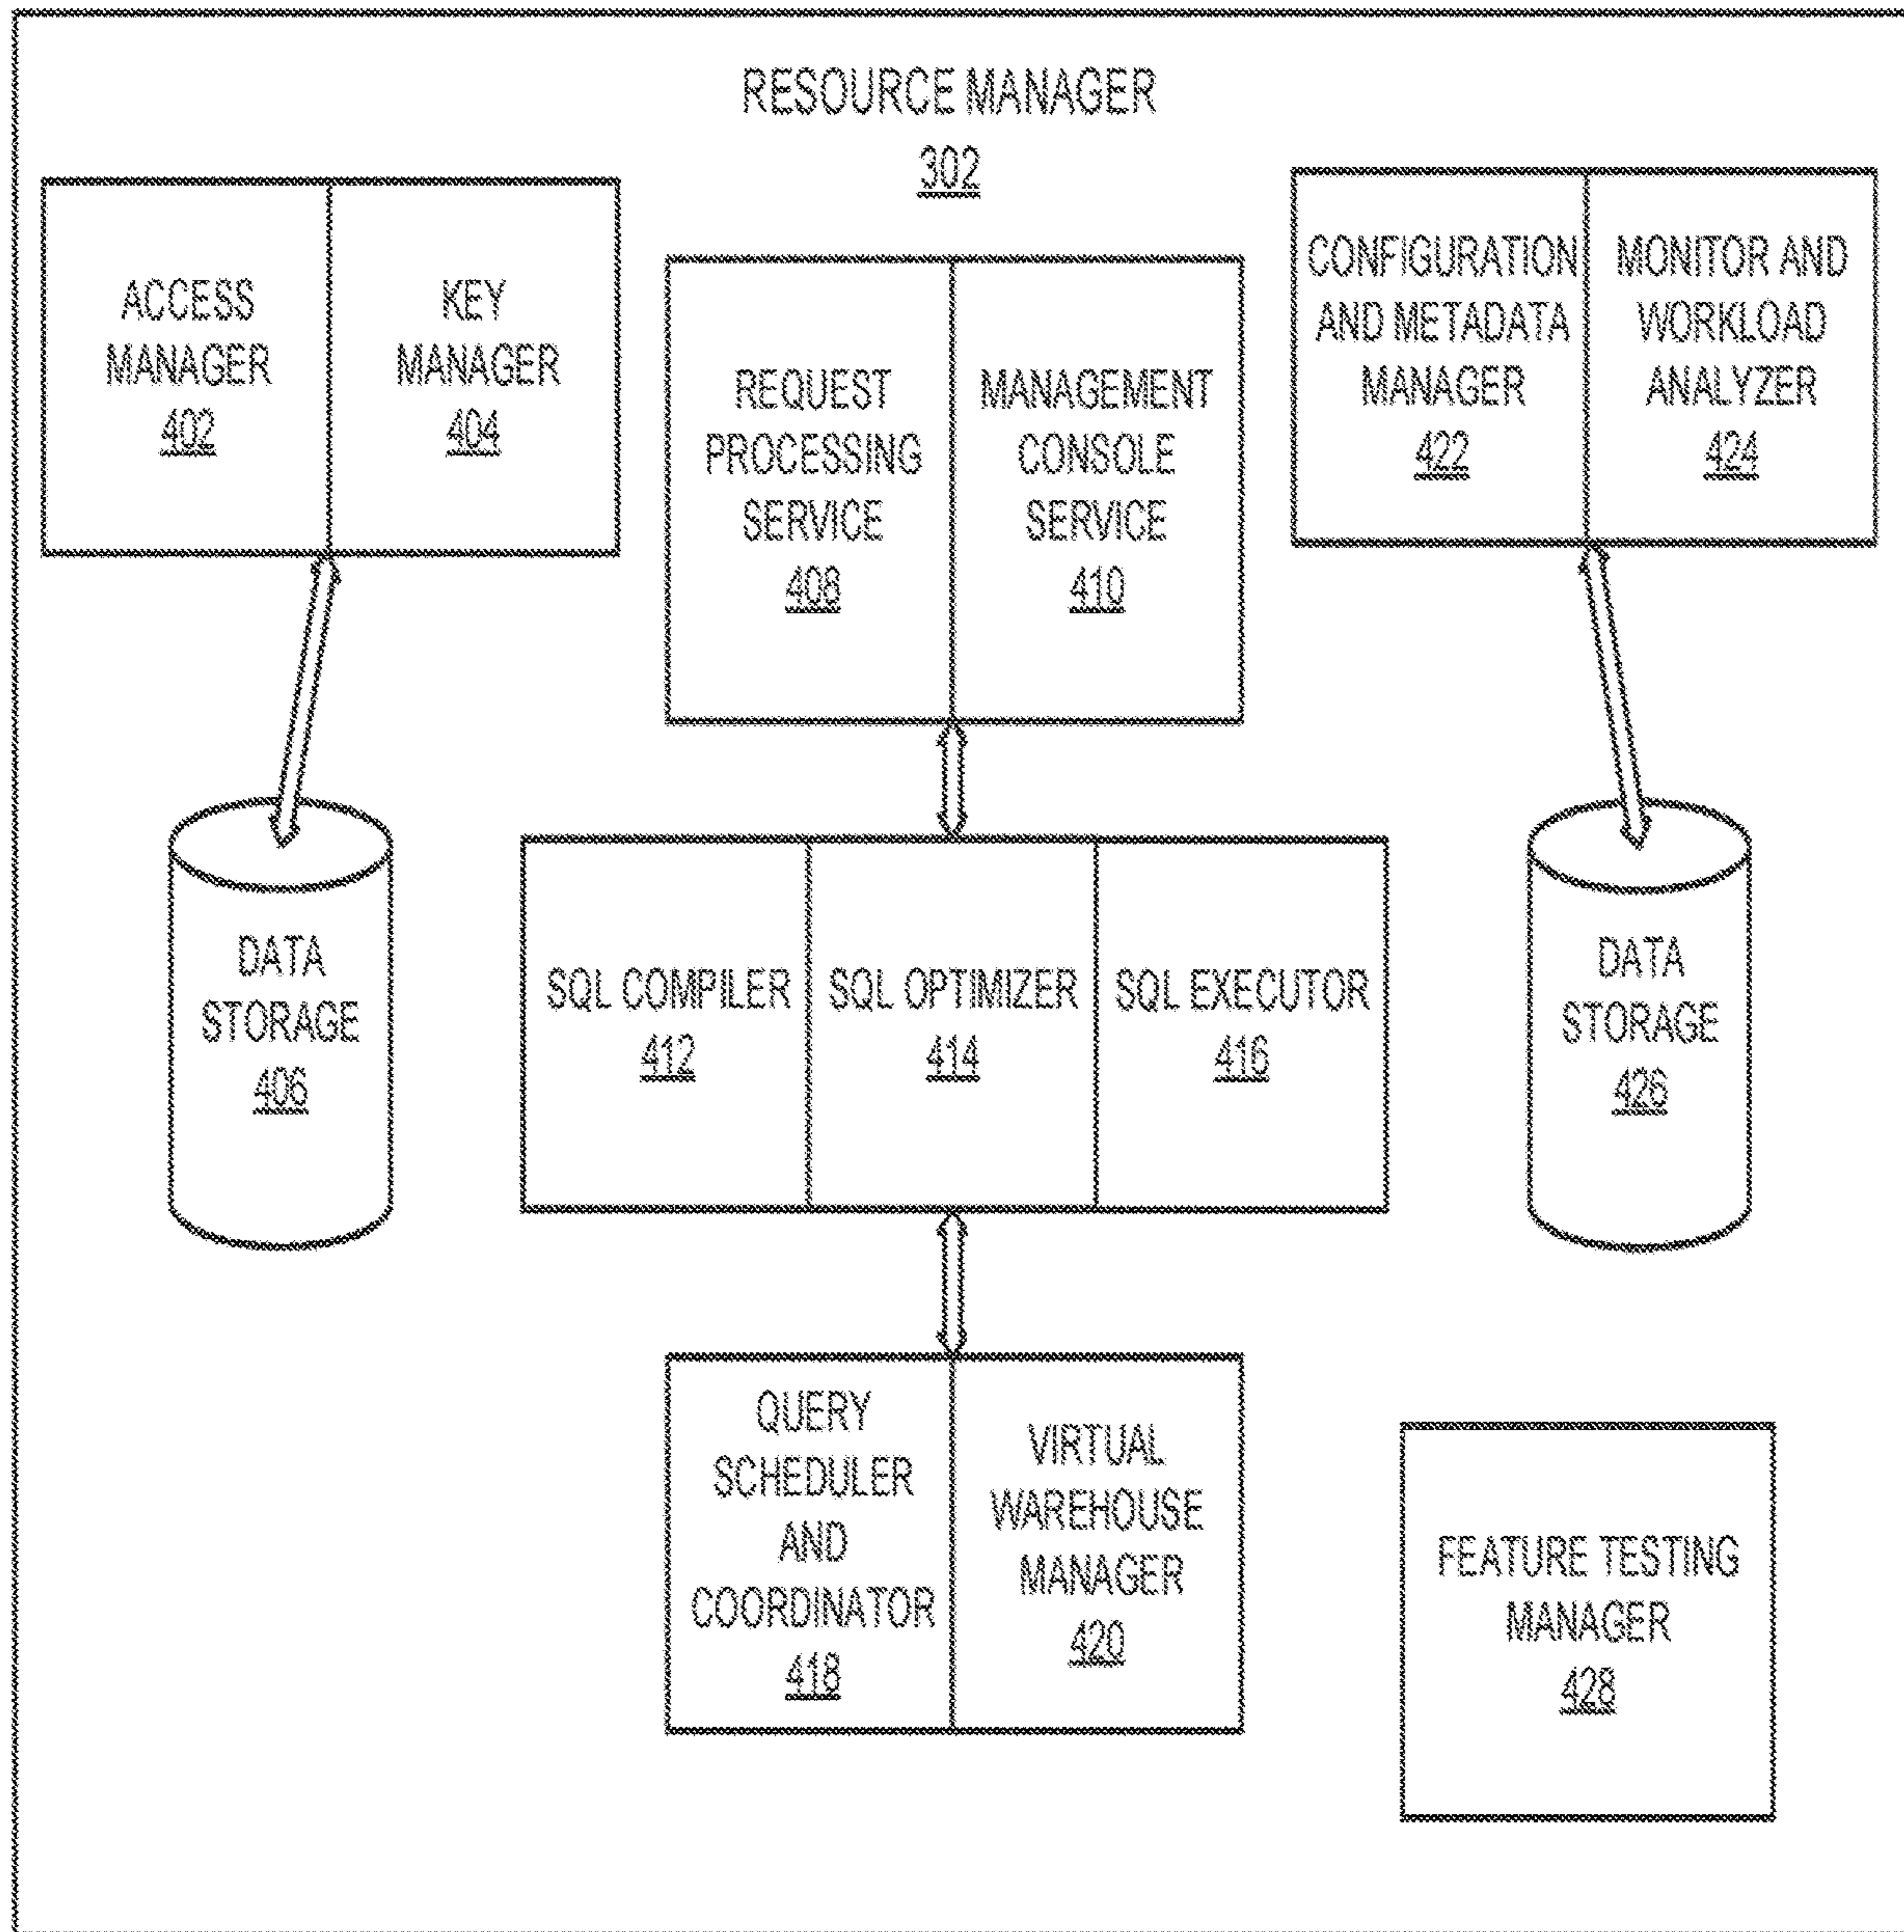 RESOURCE MANAGER
302
ACCESS
MANAGER
402
KEY
MANAGER
404
REQUEST
PROCESSING
SERVICE
408
MANAGEMENT
CONSOLE
SERVICE
410
CONFIGURATION
AND METADATA
MANAGER
422
MONITOR AND
WORKLOAD
ANALYZER
424
DATA
STORAGE
406
SQL COMPILER
412
SQL OPTIMIZER
414
SQL EXECUTOR
416
DATA
STORAGE
426
QUERY
SCHEDULER
AND
COORDINATOR
418
VIRTUAL
WAREHOUSE
MANAGER
420
FEATURE TESTING
MANAGER
428